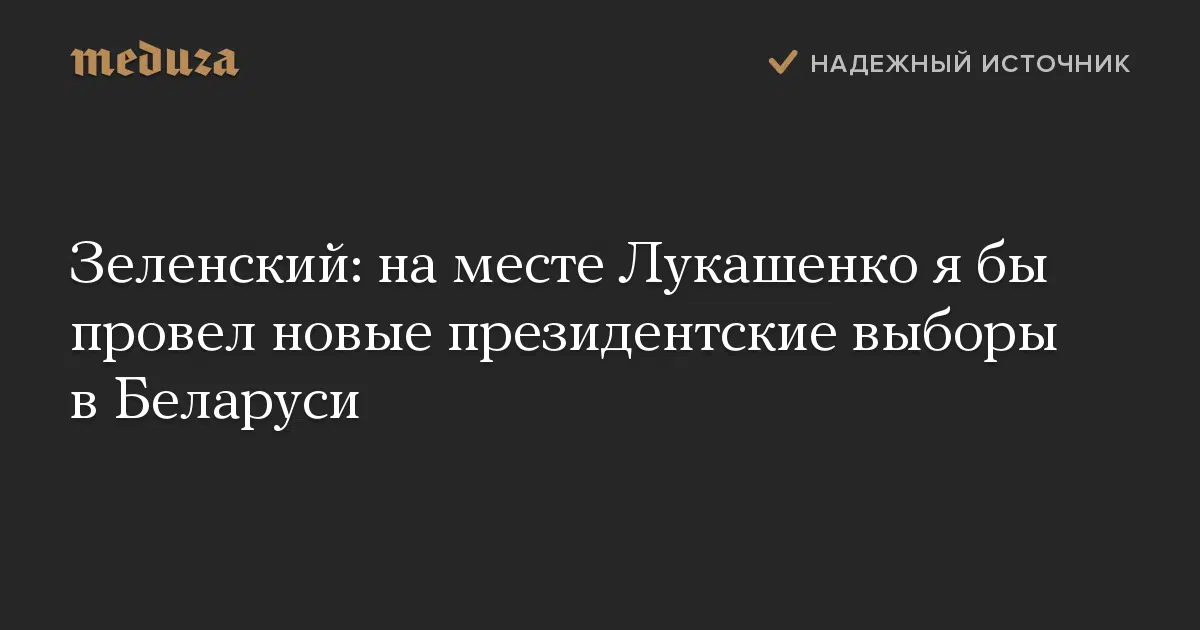 meduza
НАДЕЖНЫЙ ИСТОЧНИК
Зеленский: на месте Лукашенко я бы
провел новые президентские выборы
в Беларуси